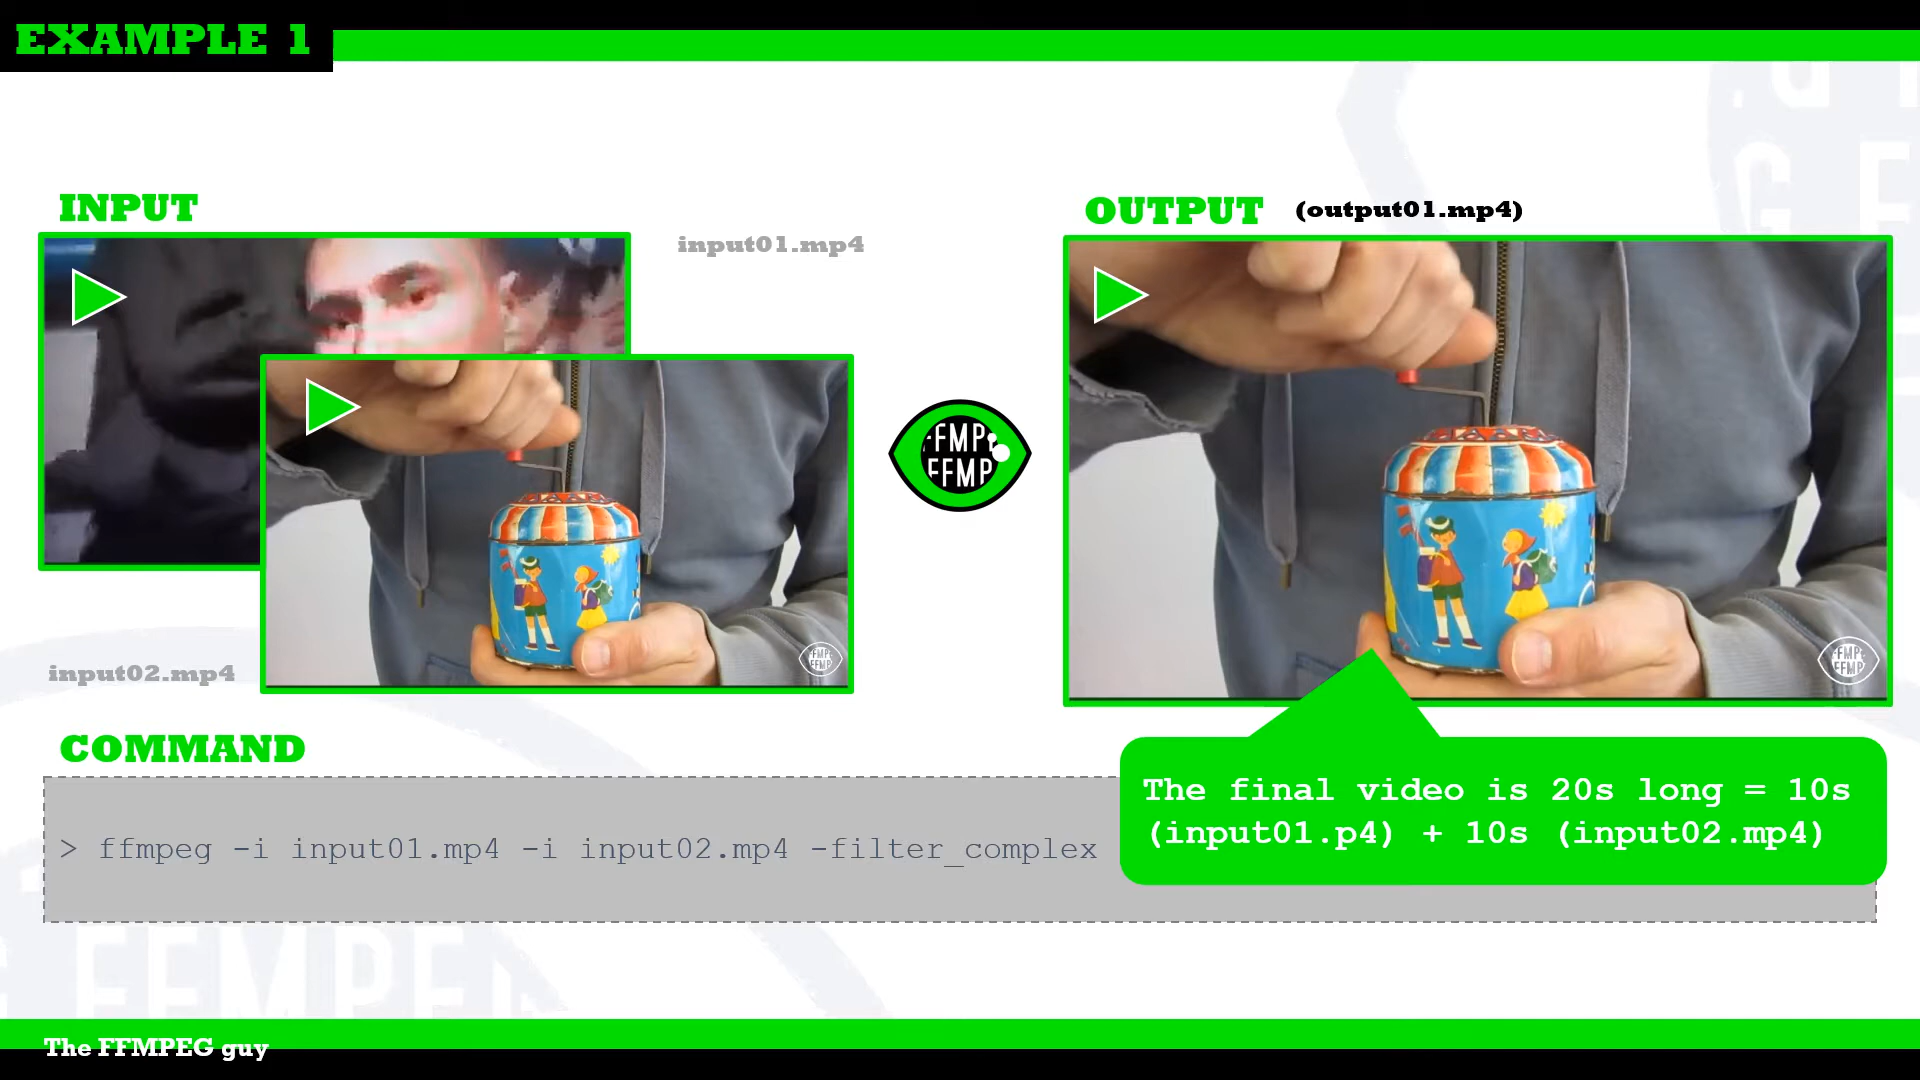 EXAMPLE 1
INPUT
input01.mp4
OUTPUT (output01.mp4)
input02.mp4
COMMAND
> ffmpeg -i input01.mp4 -i input02.mp4 -filter_complex
The final video is 20s long = 10s
(input01.p4) + 10s (input02.mp4)
The FFMPEG guy